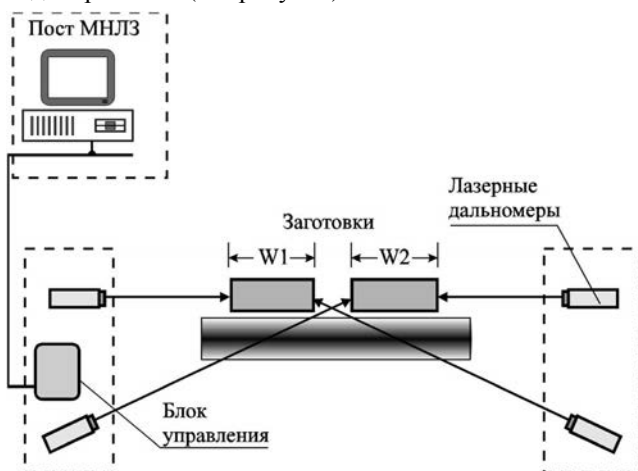 Пост МНЛЗ
Лазерные
дальномеры
Заготовки
W1
W2
Блок
управления